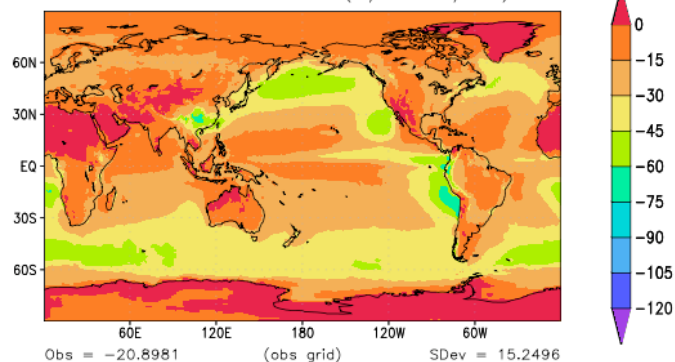 0
-15
60N
-30
30N
-45
EQ
-60
-75
30S
-90
-105
60S
-120
60E 120E 180 120W 60W
Obs = -20.8981 (obs grid) SDev = 15.2496